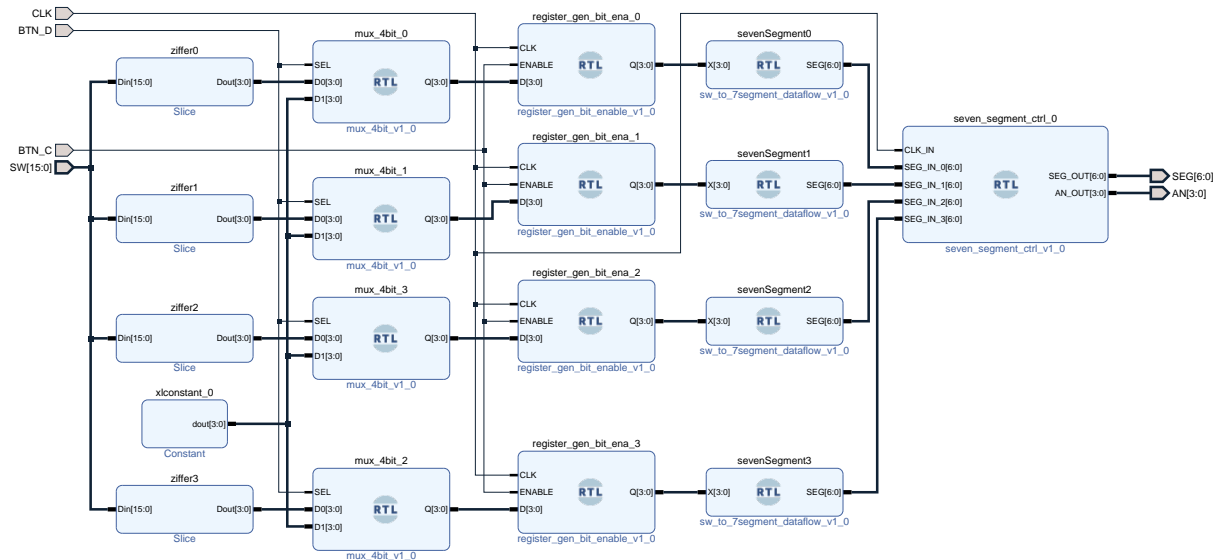 CLK
BTN_D
BTN_C
SW[15:0]
ziffer0
Din[15:0] Dout[3:0]
Slice
ziffer1
Din[15:0] Dout[3:0]
Slice
ziffer2
Din[15:0] Dout[3:0]
Slice
xlconstant_0
dout[3:0]
Constant
ziffer3
Din[15:0] Dout[3:0]
Slice
mux_4bit_0
SEL
D0[3:0] RTL Q[3:0]
D1[3:0]
mux_4bit_v1_0
mux_4bit_1
SEL
D0[3:0] RTL Q[3:0]
D1[3:0]
mux_4bit_v1_0
mux_4bit_3
SEL
D0[3:0] RTL Q[3:0]
D1[3:0]
mux_4bit_v1_0
mux_4bit_2
SEL
D0[3:0] RTL Q[3:0]
D1[3:0]
mux_4bit_v1_0
register_gen_bit_ena_0
CLK
ENABLE RTL Q[3:0]
D[3:0]
register_gen_bit_enable_v1_0
register_gen_bit_ena_1
CLK
ENABLE RTL Q[3:0]
D[3:0]
register_gen_bit_enable_v1_0
register_gen_bit_ena_2
CLK
ENABLE RTL Q[3:0]
D[3:0]
register_gen_bit_enable_v1_0
register_gen_bit_ena_3
CLK
ENABLE RTL Q[3:0]
D[3:0]
register_gen_bit_enable_v1_0
sevenSegment0
X[3:0] RTL SEG[6:0]
sw_to_7segment_dataflow_v1_0
sevenSegment1
X[3:0] RTL SEG[6:0]
sw_to_7segment_dataflow_v1_0
sevenSegment2
X[3:0] RTL SEG[6:0]
sw_to_7segment_dataflow_v1_0
sevenSegment3
X[3:0] RTL SEG[6:0]
sw_to_7segment_dataflow_v1_0
seven_segment_ctrl_0
CLK_IN
SEG_IN_0[6:0]
SEG_IN_1[6:0]
SEG_IN_2[6:0]
SEG_IN_3[6:0]
RTL
SEG_OUT[6:0]
AN_OUT[3:0]
seven_segment_ctrl_v1_0
SEG[6:0]
AN[3:0]